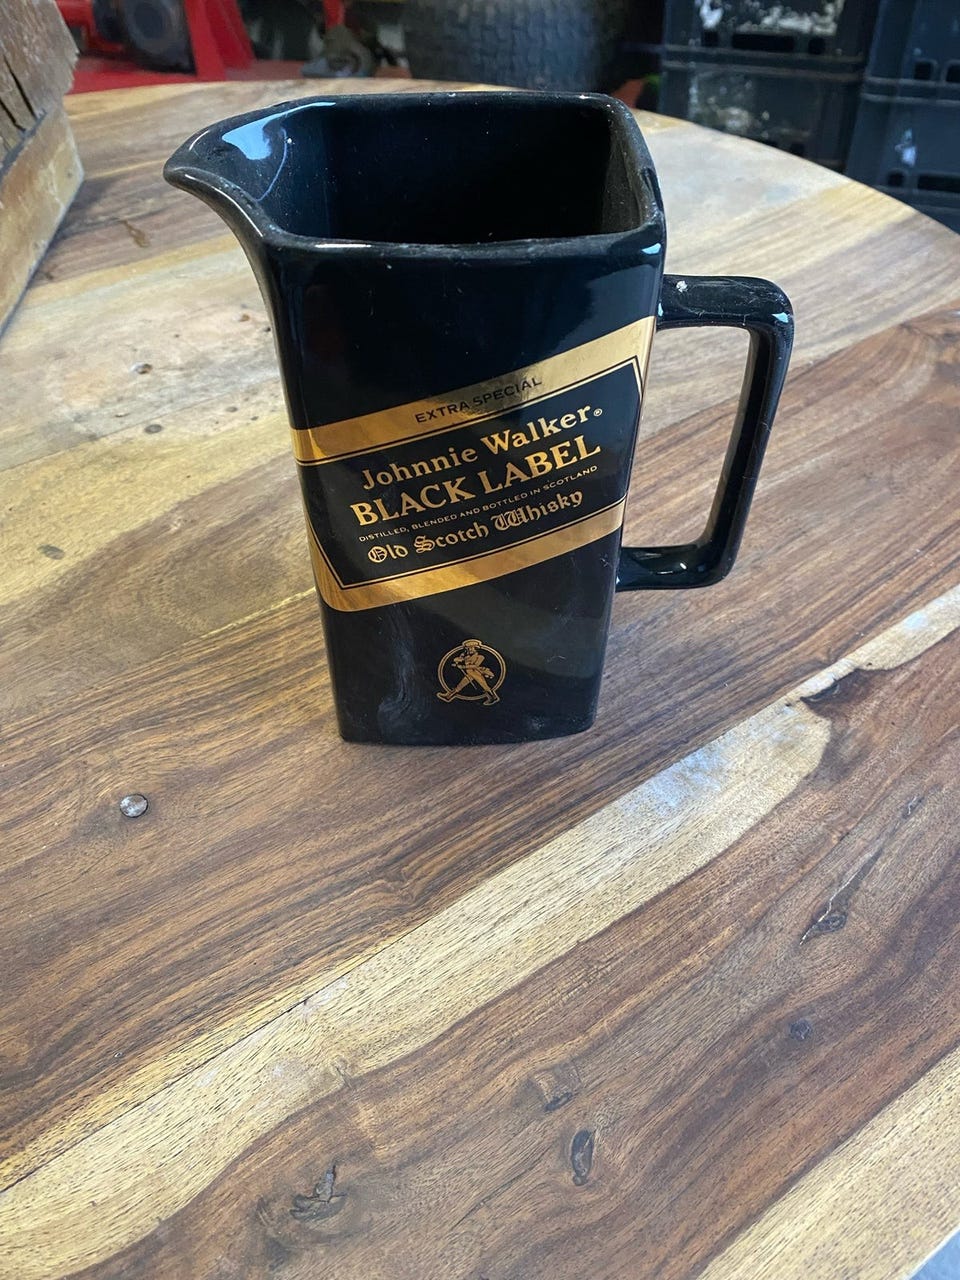 EXTRA SPECIAL
Johnnie Walker®
BLACK LABEL
DISTILLED, BLENDED AND BOTTLED IN SCOTLAND
Old Scotch Whisky